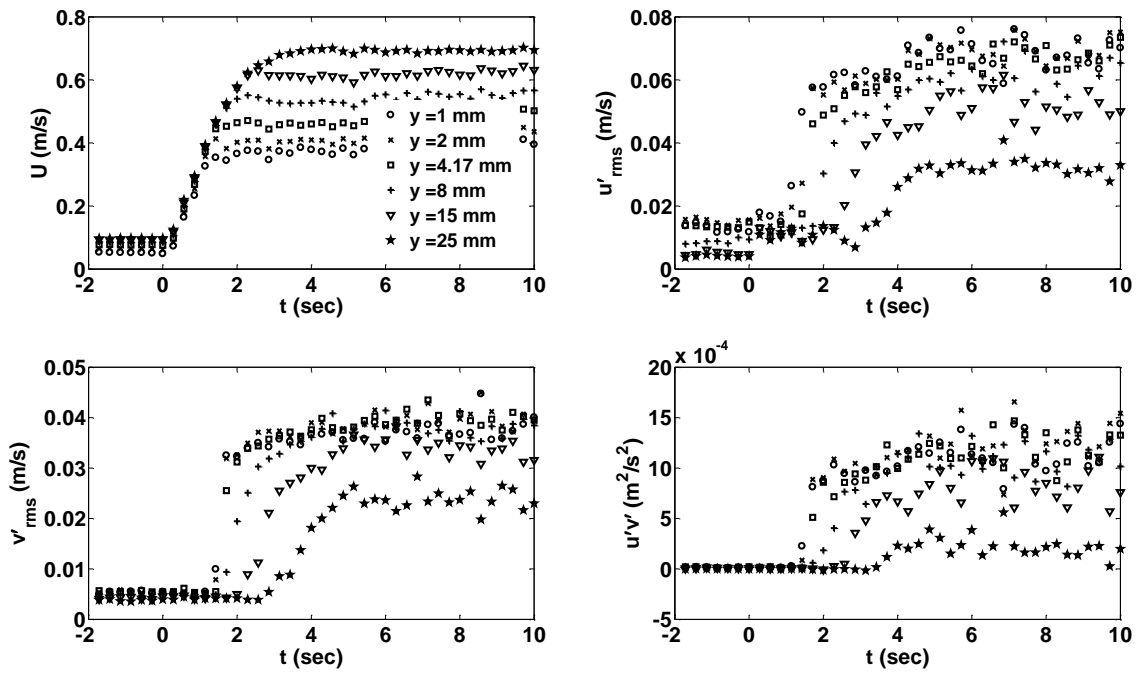 0.8
0.6
0.4
0.2
0
-2 0 2 4 6 8 10
U (m/s)
t (sec)
y =1 mm
y =2 mm
y =4.17 mm
y =8 mm
y =15 mm
y =25 mm
0.08
0.06
0.04
0.02
0
-2 0 2 4 6 8 10
u'rms (m/s)
t (sec)
0.05
0.04
0.03
0.02
0.01
0
-2 0 2 4 6 8 10
v'rms (m/s)
t (sec)
x 10⁻⁴
20
15
10
5
0
-5
-2 0 2 4 6 8 10
u'v' (m²/s²)
t (sec)